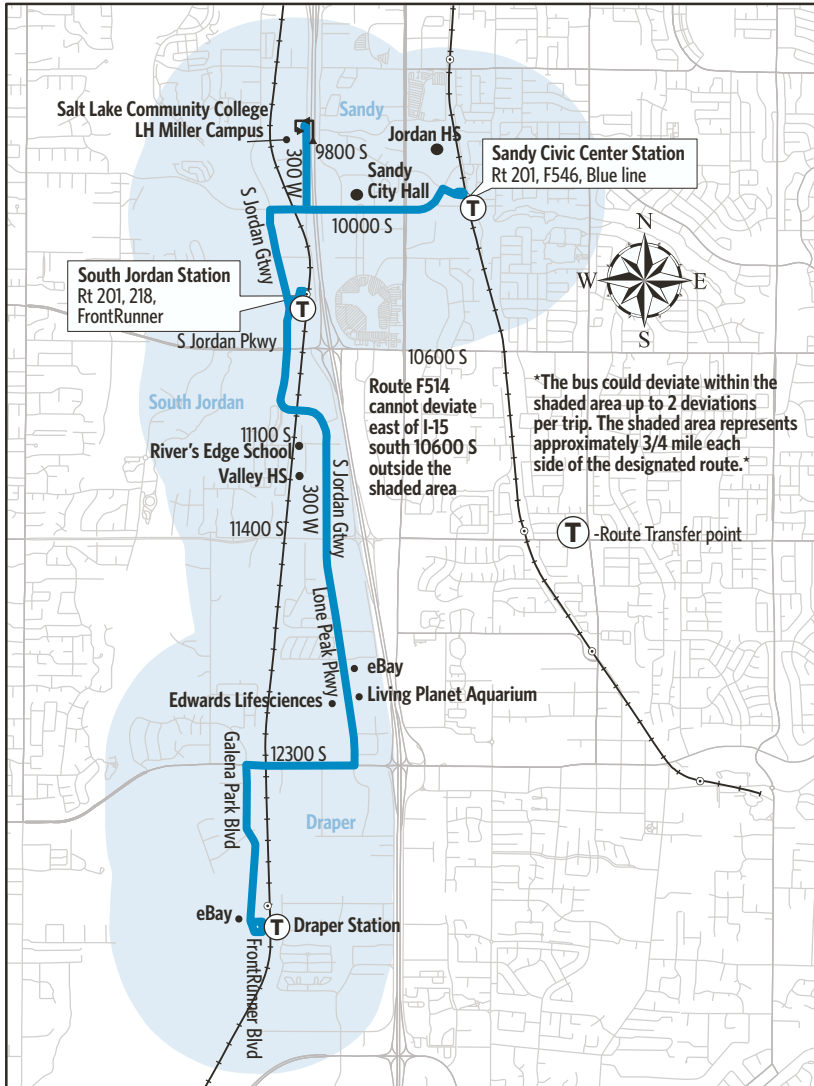 Salt Lake Community College
LH Miller Campus
Sandy
Jordan HS
300 W
9800 S
Sandy
City Hall
Sandy Civic Center Station
Rt 201, F546, Blue line
T
10000 S
S Jordan Gtwy
N
W
E
S
South Jordan Station
Rt 201, 218,
FrontRunner
T
S Jordan Pkwy
10600 S
South Jordan
Route F514
cannot deviate
east of I-15
south 10600 S
outside the
shaded area
*The bus could deviate within the
shaded area up to 2 deviations
per trip. The shaded area represents
approximately 3/4 mile each
side of the designated route.*
11100 S
River's Edge School
Valley HS
300 W
S Jordan Gtwy
11400 S
T -Route Transfer point
Lone Peak Pkwy
eBay
Living Planet Aquarium
Edwards Lifesciences
12300 S
Galena Park Blvd
Draper
eBay
T
Draper Station
FrontRunner Blvd